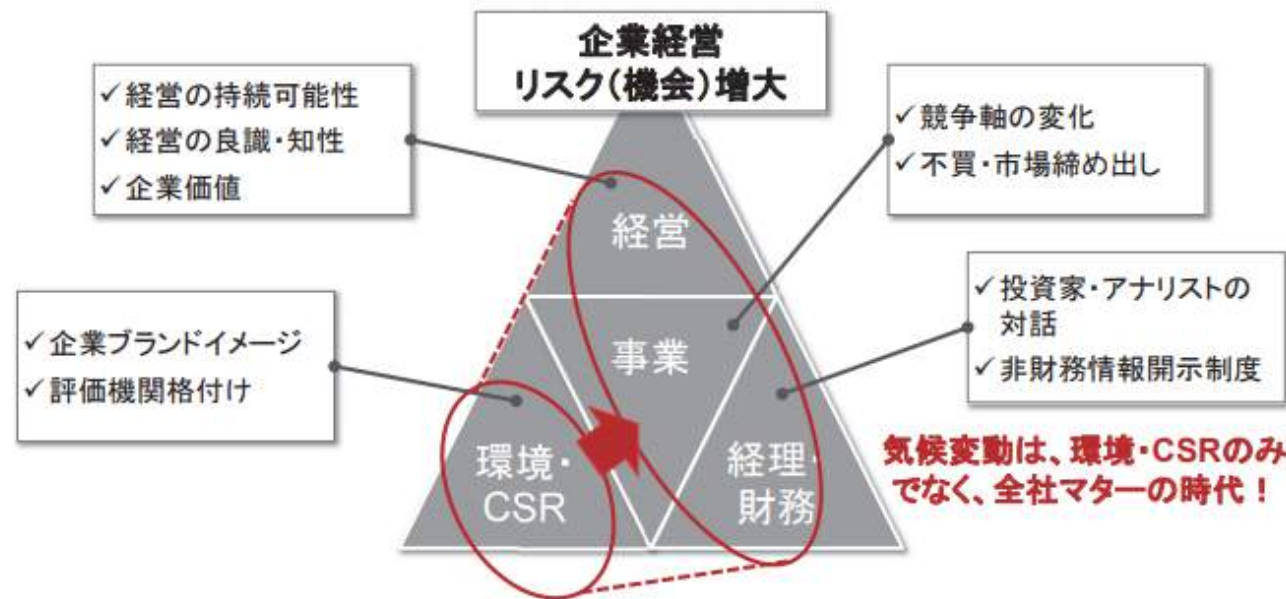 企業経営
リスク(機会)増大
✓経営の持続可能性
✓経営の良識・知性
✓企業価値
✓競争軸の変化
✓不買・市場締め出し
✓企業ブランドイメージ
✓評価機関格付け
✓投資家・アナリストの
対話
✓非財務情報開示制度
経営
事業
環境・
CSR
経理・
財務
気候変動は、環境・CSRのみ
でなく、全社マターの時代！